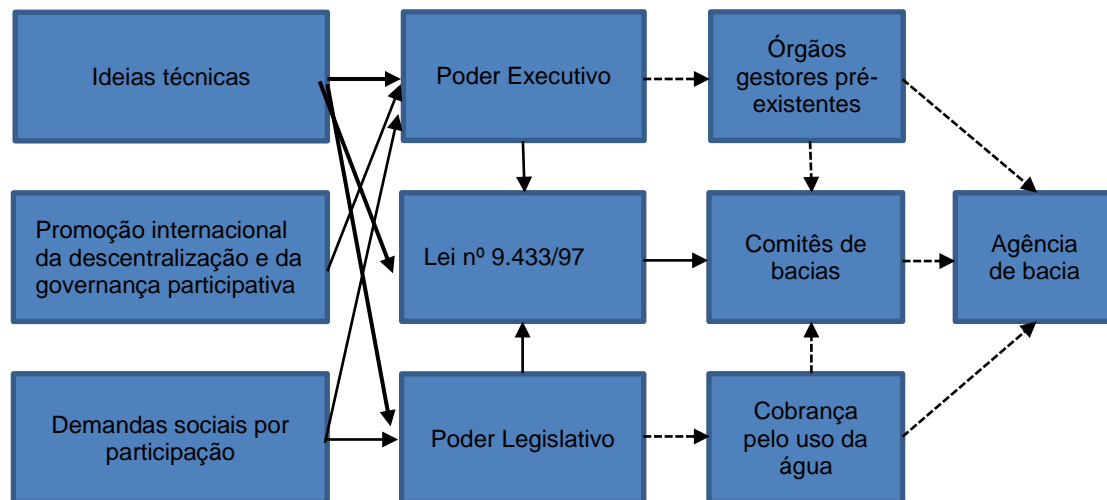 Ideias técnicas
Poder Executivo
Órgãos
gestores pré-
existentes
Promoção internacional
da descentralização e da
governança participativa
Lei nº 9.433/97
Comitês de
bacias
Agência
de bacia
Demandas sociais por
participação
Poder Legislativo
Cobrança
pelo uso da
água